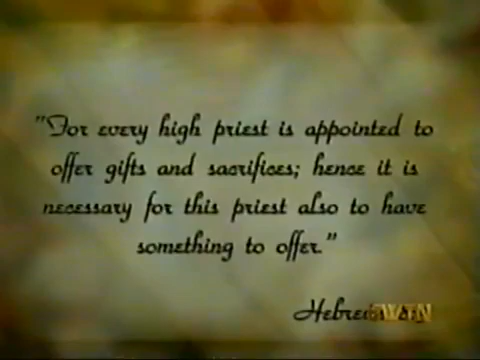 "For every high priest is appointed to
offer gifts and sacrifices; hence it is
necessary for this priest also to have
something to offer."
EWTN